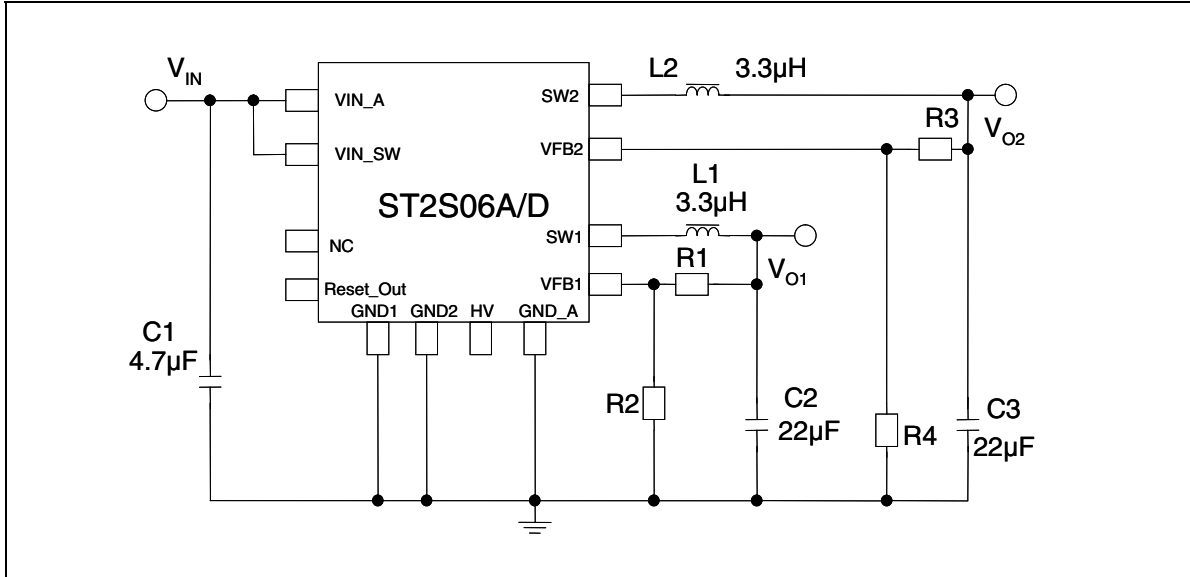 V_IN
VIN_A
VIN_SW
NC
Reset_Out
ST2S06A/D
SW2
VFB2
SW1
VFB1
GND1 GND2 HV GND_A
L2 3.3µH
R3
V_O2
L1
3.3µH
R1
V_O1
C1
4.7µF
R2
C2
22µF
R4
C3
22µF